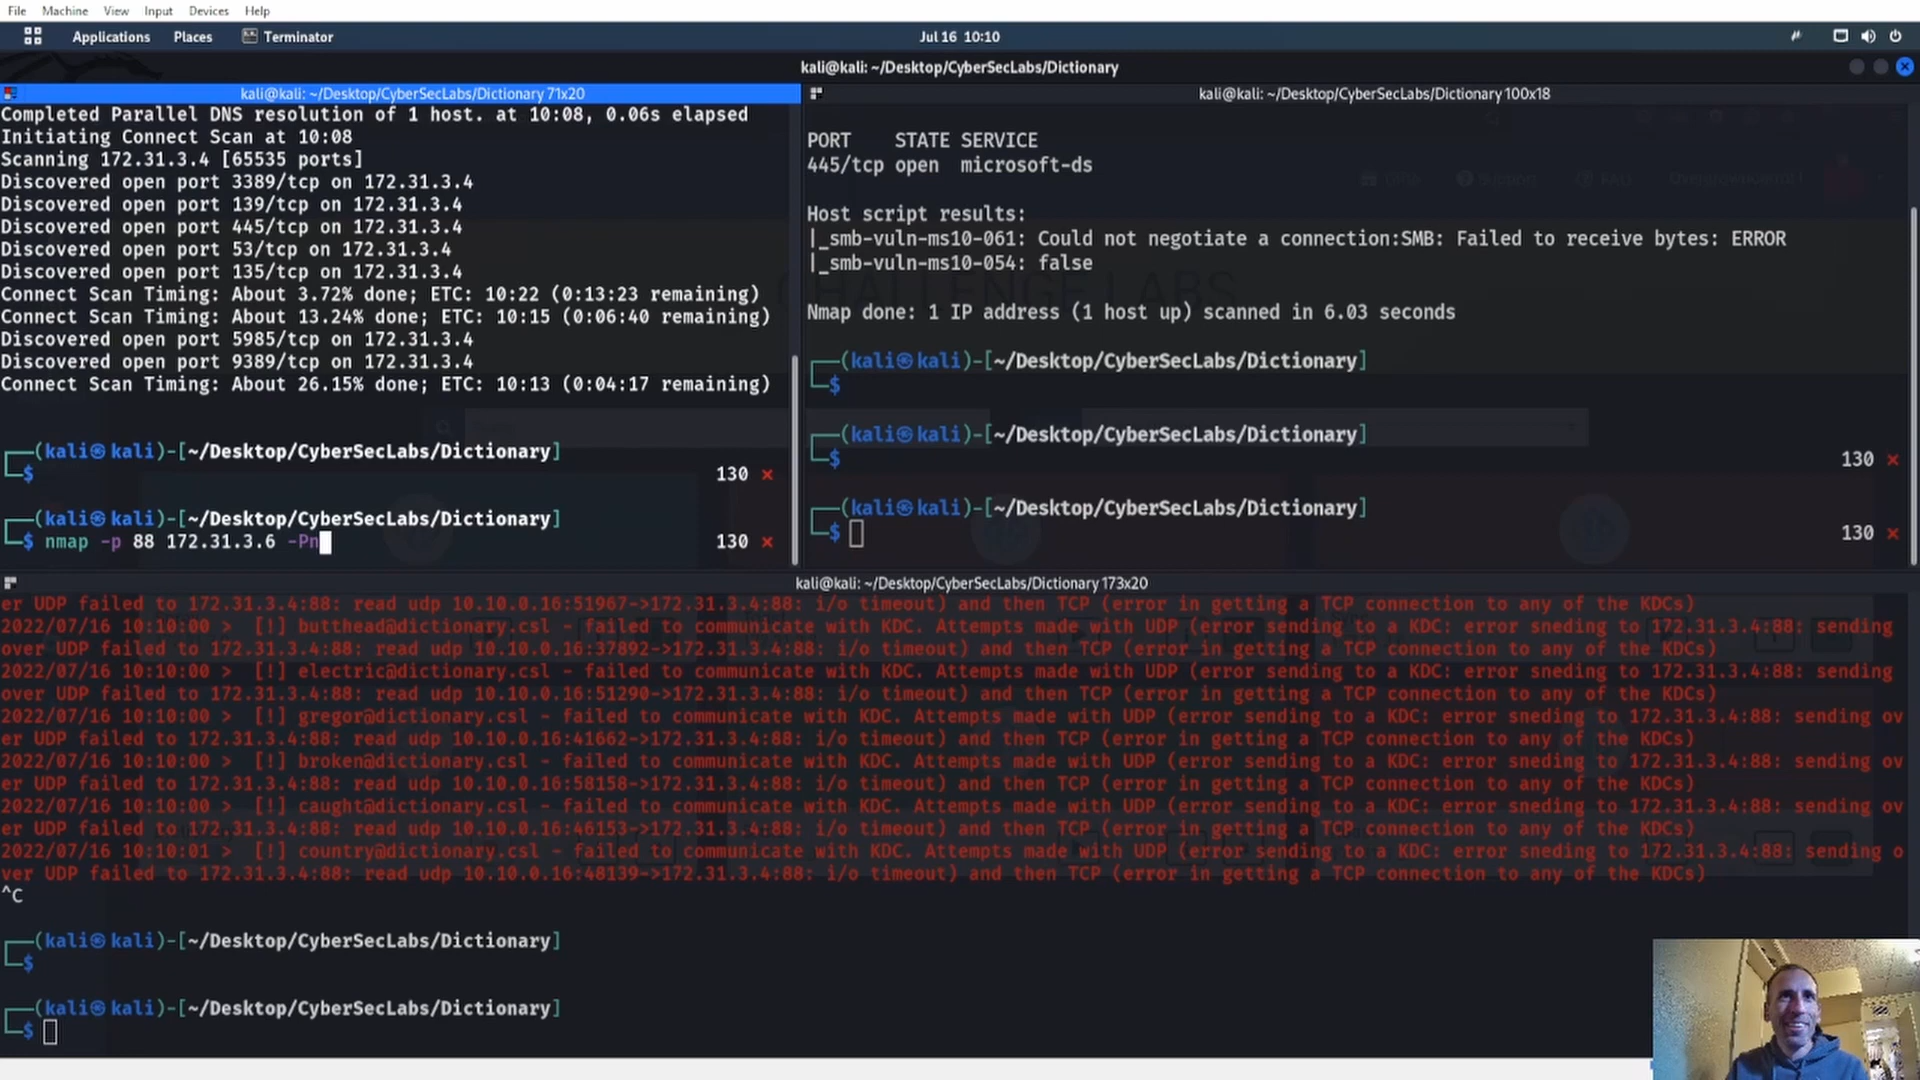 File Machine View Input Devices Help
Applications Places Terminator Jul 16 10:10
kali@kali: ~/Desktop/CyberSecLabs/Dictionary
kali@kali: ~/Desktop/CyberSecLabs/Dictionary 71x20
Completed Parallel DNS resolution of 1 host. at 10:08, 0.06s elapsed
Initiating Connect Scan at 10:08
Scanning 172.31.3.4 [65535 ports]
Discovered open port 3389/tcp on 172.31.3.4
Discovered open port 139/tcp on 172.31.3.4
Discovered open port 445/tcp on 172.31.3.4
Discovered open port 53/tcp on 172.31.3.4
Discovered open port 135/tcp on 172.31.3.4
Connect Scan Timing: About 3.72% done; ETC: 10:22 (0:13:23 remaining)
Connect Scan Timing: About 13.24% done; ETC: 10:15 (0:06:40 remaining)
Discovered open port 5985/tcp on 172.31.3.4
Discovered open port 9389/tcp on 172.31.3.4
Connect Scan Timing: About 26.15% done; ETC: 10:13 (0:04:17 remaining)
┌──(kali㉿kali)-[~/Desktop/CyberSecLabs/Dictionary]
└─$ 130 ×
┌──(kali㉿kali)-[~/Desktop/CyberSecLabs/Dictionary]
└─$ nmap -p 88 172.31.3.6 -Pn 130 ×
kali@kali: ~/Desktop/CyberSecLabs/Dictionary 100x18
PORT STATE SERVICE
445/tcp open microsoft-ds
Host script results:
|_smb-vuln-ms10-061: Could not negotiate a connection:SMB: Failed to receive bytes: ERROR
|_smb-vuln-ms10-054: false
CHALLENGE LABS
Nmap done: 1 IP address (1 host up) scanned in 6.03 seconds
┌──(kali㉿kali)-[~/Desktop/CyberSecLabs/Dictionary]
└─$
┌──(kali㉿kali)-[~/Desktop/CyberSecLabs/Dictionary]
└─$ 130 ×
┌──(kali㉿kali)-[~/Desktop/CyberSecLabs/Dictionary]
└─$ 130 ×
kali@kali: ~/Desktop/CyberSecLabs/Dictionary 173x20
er UDP failed to 172.31.3.4:88: read udp 10.10.0.16:51967->172.31.3.4:88: i/o timeout) and then TCP (error in getting a TCP connection to any of the KDCs)
2022/07/16 10:10:00 > [!] butthead@dictionary.csl - failed to communicate with KDC. Attempts made with UDP (error sending to a KDC: error sneding to 172.31.3.4:88: sending
over UDP failed to 172.31.3.4:88: read udp 10.10.0.16:37892->172.31.3.4:88: i/o timeout) and then TCP (error in getting a TCP connection to any of the KDCs)
2022/07/16 10:10:00 > [!] electric@dictionary.csl - failed to communicate with KDC. Attempts made with UDP (error sending to a KDC: error sneding to 172.31.3.4:88: sending
over UDP failed to 172.31.3.4:88: read udp 10.10.0.16:51290->172.31.3.4:88: i/o timeout) and then TCP (error in getting a TCP connection to any of the KDCs)
2022/07/16 10:10:00 > [!] gregor@dictionary.csl - failed to communicate with KDC. Attempts made with UDP (error sending to a KDC: error sneding to 172.31.3.4:88: sending ov
er UDP failed to 172.31.3.4:88: read udp 10.10.0.16:41662->172.31.3.4:88: i/o timeout) and then TCP (error in getting a TCP connection to any of the KDCs)
2022/07/16 10:10:00 > [!] broken@dictionary.csl - failed to communicate with KDC. Attempts made with UDP (error sending to a KDC: error sneding to 172.31.3.4:88: sending ov
er UDP failed to 172.31.3.4:88: read udp 10.10.0.16:58158->172.31.3.4:88: i/o timeout) and then TCP (error in getting a TCP connection to any of the KDCs)
2022/07/16 10:10:00 > [!] caught@dictionary.csl - failed to communicate with KDC. Attempts made with UDP (error sending to a KDC: error sneding to 172.31.3.4:88: sending ov
er UDP failed to 172.31.3.4:88: read udp 10.10.0.16:46153->172.31.3.4:88: i/o timeout) and then TCP (error in getting a TCP connection to any of the KDCs)
2022/07/16 10:10:01 > [!] country@dictionary.csl - failed to communicate with KDC. Attempts made with UDP (error sending to a KDC: error sneding to 172.31.3.4:88: sending o
ver UDP failed to 172.31.3.4:88: read udp 10.10.0.16:48139->172.31.3.4:88: i/o timeout) and then TCP (error in getting a TCP connection to any of the KDCs)
^C
┌──(kali㉿kali)-[~/Desktop/CyberSecLabs/Dictionary]
└─$
┌──(kali㉿kali)-[~/Desktop/CyberSecLabs/Dictionary]
└─$